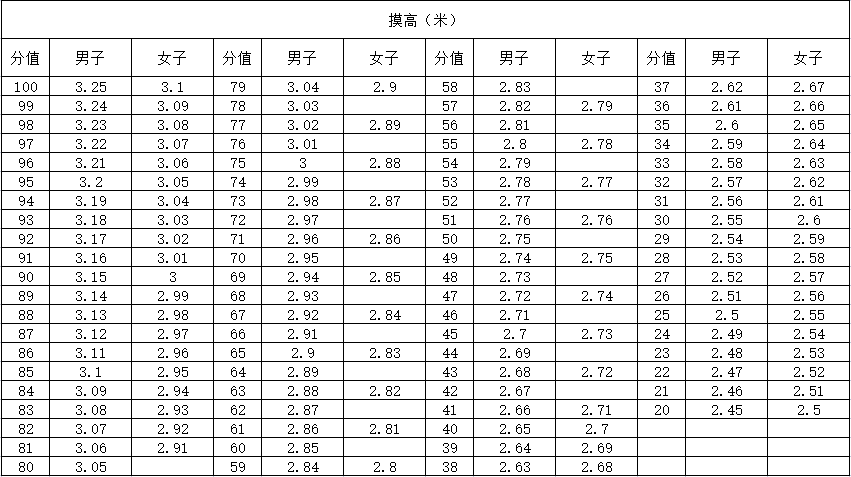 摸高（米）
分值 男子 女子 分值 男子 女子 分值 男子 女子 分值 男子 女子
100 3.25 3.1 79 3.04 2.9 58 2.83 37 2.62 2.67
99 3.24 3.09 78 3.03 57 2.82 2.79 36 2.61 2.66
98 3.23 3.08 77 3.02 2.89 56 2.81 35 2.6 2.65
97 3.22 3.07 76 3.01 55 2.8 2.78 34 2.59 2.64
96 3.21 3.06 75 3 2.88 54 2.79 33 2.58 2.63
95 3.2 3.05 74 2.99 53 2.78 2.77 32 2.57 2.62
94 3.19 3.04 73 2.98 2.87 52 2.77 31 2.56 2.61
93 3.18 3.03 72 2.97 51 2.76 2.76 30 2.55 2.6
92 3.17 3.02 71 2.96 2.86 50 2.75 29 2.54 2.59
91 3.16 3.01 70 2.95 49 2.74 2.75 28 2.53 2.58
90 3.15 3 69 2.94 2.85 48 2.73 27 2.52 2.57
89 3.14 2.99 68 2.93 47 2.72 2.74 26 2.51 2.56
88 3.13 2.98 67 2.92 2.84 46 2.71 25 2.5 2.55
87 3.12 2.97 66 2.91 45 2.7 2.73 24 2.49 2.54
86 3.11 2.96 65 2.9 2.83 44 2.69 23 2.48 2.53
85 3.1 2.95 64 2.89 43 2.68 2.72 22 2.47 2.52
84 3.09 2.94 63 2.88 2.82 42 2.67 21 2.46 2.51
83 3.08 2.93 62 2.87 41 2.66 2.71 20 2.45 2.5
82 3.07 2.92 61 2.86 2.81 40 2.65 2.7
81 3.06 2.91 60 2.85 39 2.64 2.69
80 3.05 59 2.84 2.8 38 2.63 2.68